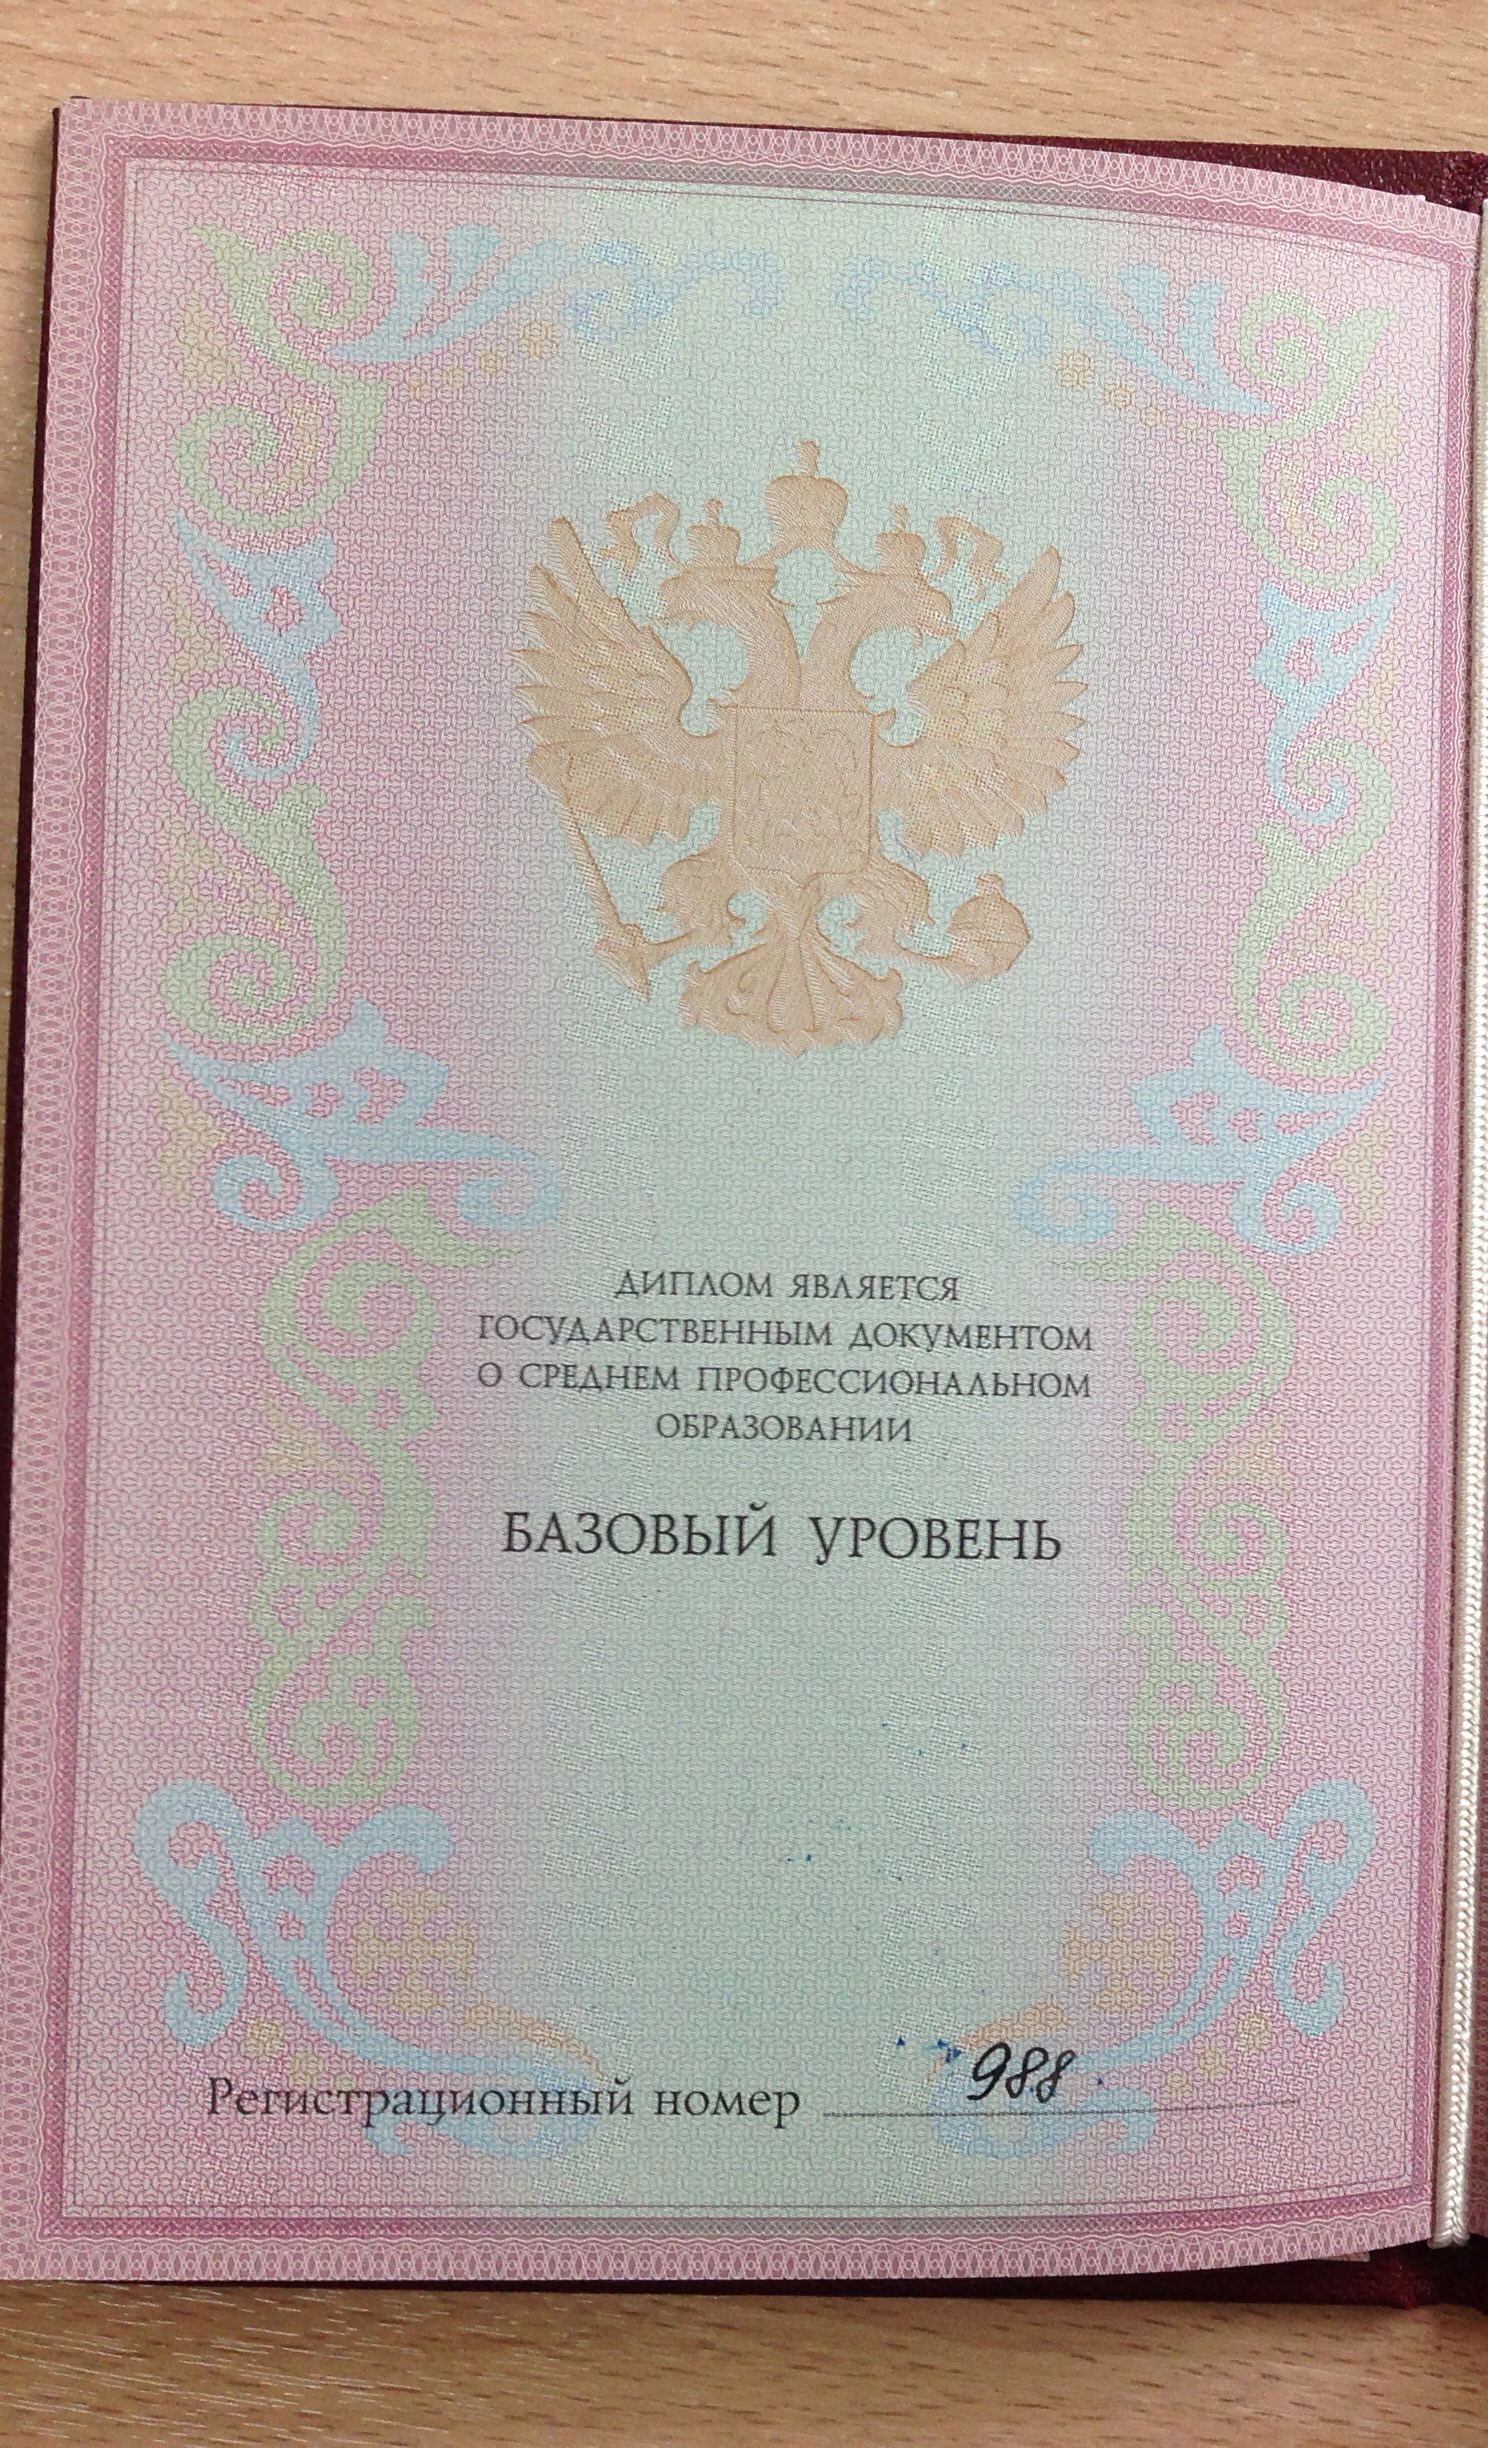 ДИПЛОМ ЯВЛЯЕТСЯ
ГОСУДАРСТВЕННЫМ ДОКУМЕНТОМ
О СРЕДНЕМ ПРОФЕССИОНАЛЬНОМ
ОБРАЗОВАНИИ
БАЗОВЫЙ УРОВЕНЬ
Регистрационный номер 988